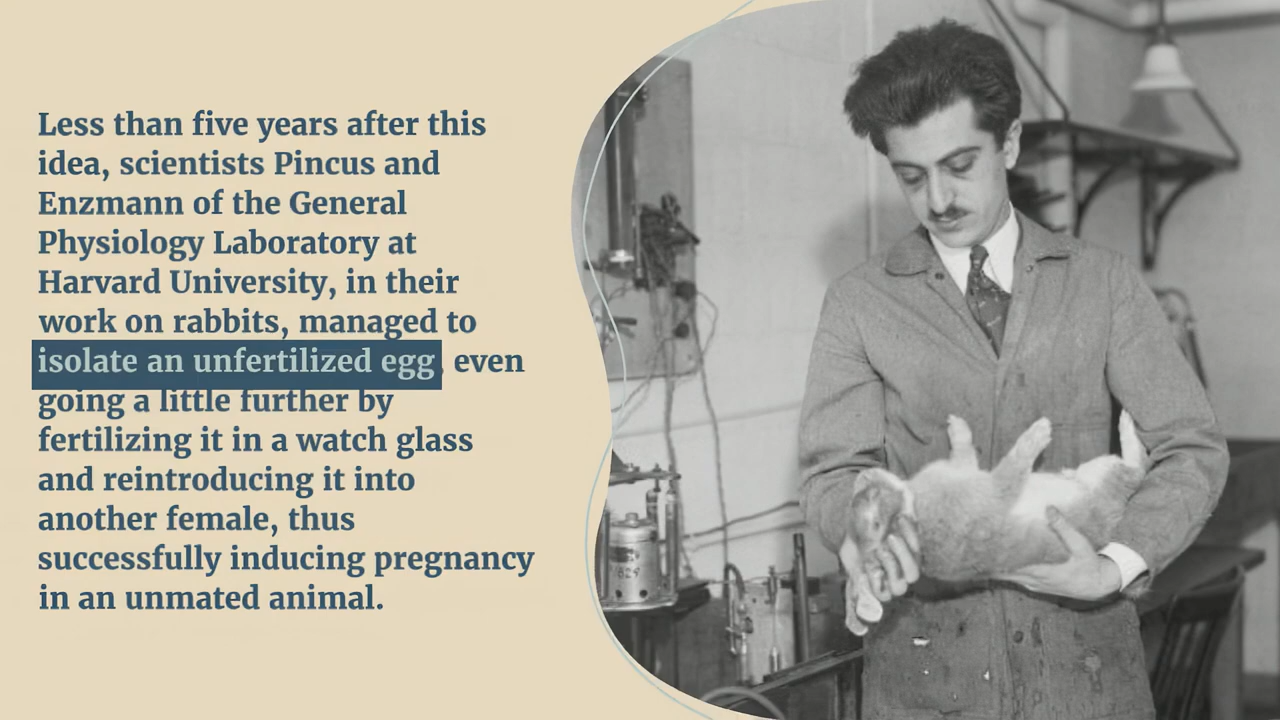 Less than five years after this
idea, scientists Pincus and
Enzmann of the General
Physiology Laboratory at
Harvard University, in their
work on rabbits, managed to
isolate an unfertilized egg, even
going a little further by
fertilizing it in a watch glass
and reintroducing it into
another female, thus
successfully inducing pregnancy
in an unmated animal.